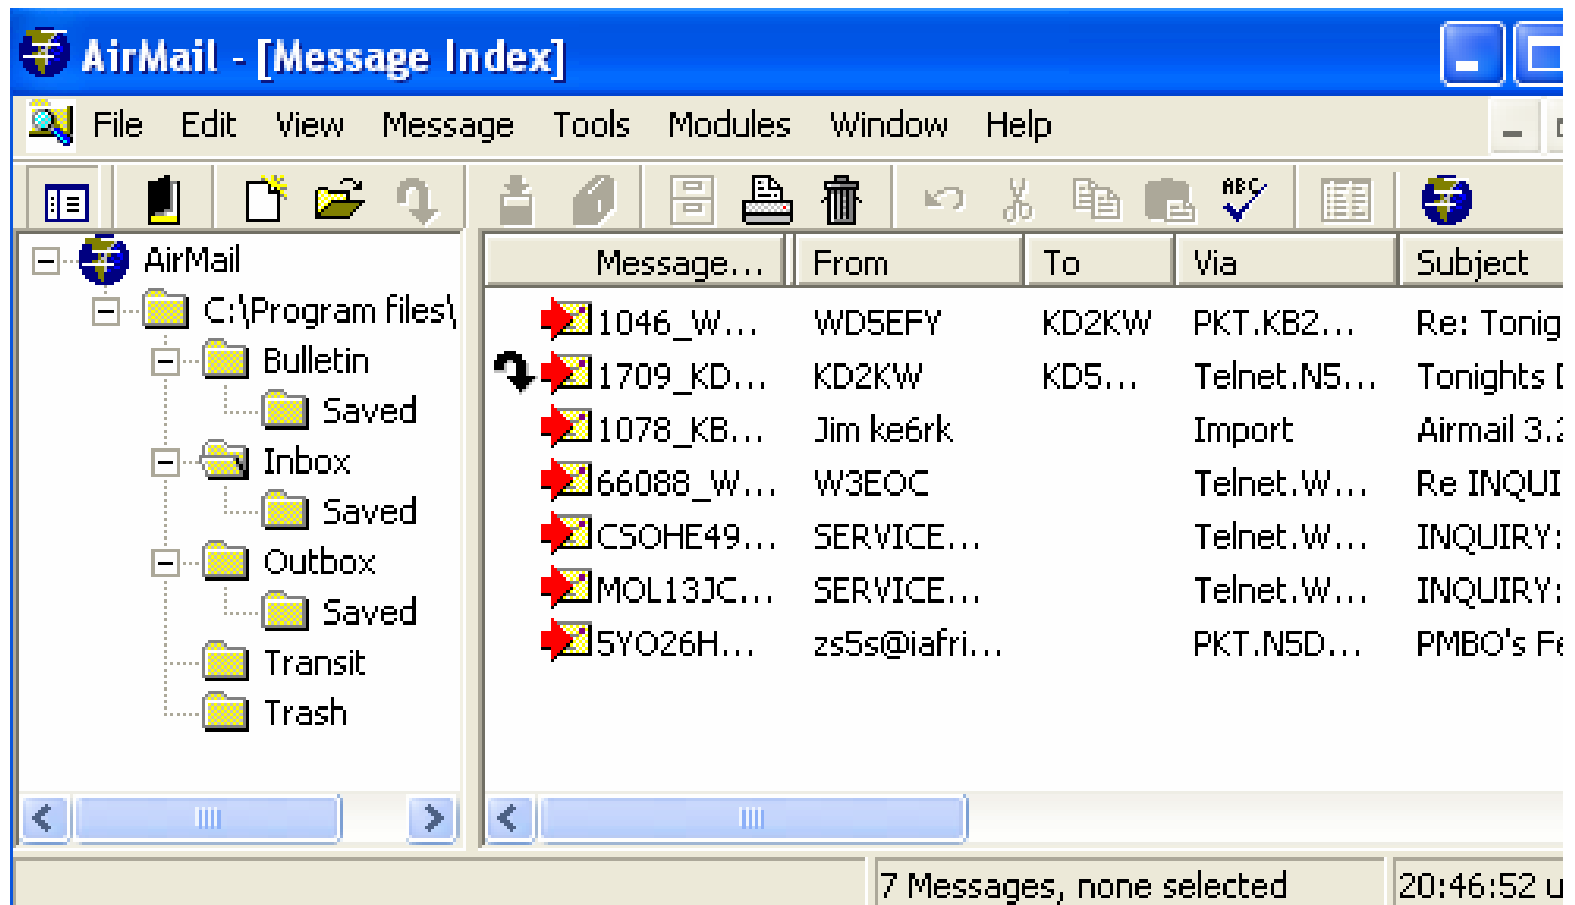 AirMail - [Message Index]
File Edit View Message Tools Modules Window Help
ABC
AirMail
C:\Program files\
Bulletin
Saved
Inbox
Saved
Outbox
Saved
Transit
Trash
Message... From To Via Subject
1046_W... WD5EFY KD2KW PKT.KB2... Re: Tonig
1709_KD... KD2KW KD5... Telnet.N5... Tonights
1078_KB... Jim ke6rk Import Airmail 3.2
66088_W... W3EOC Telnet.W... Re INQUI
CSOHE49... SERVICE... Telnet.W... INQUIRY:
MOL13JC... SERVICE... Telnet.W... INQUIRY:
5YO26H... zs5s@iafri... PKT.N5D... PMBO's Fe
7 Messages, none selected 20:46:52 u